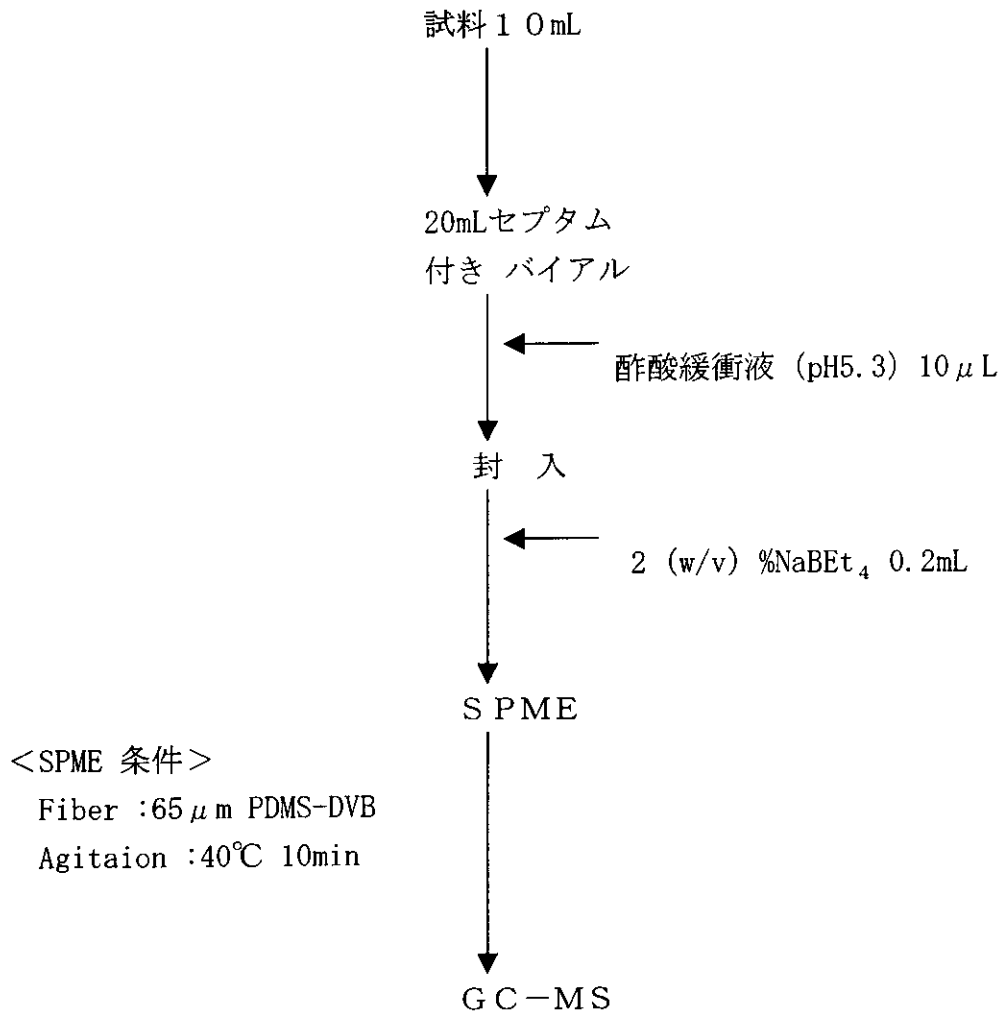 試料１０mL
20mLセプタム
付き バイアル
酢酸緩衝液 (pH5.3) 10μL
封　入
2 (w/v) %NaBEt₄ 0.2mL
ＳＰＭＥ
＜SPME 条件＞
Fiber :65μm PDMS-DVB
Agitaion :40℃ 10min
ＧＣ－ＭＳ